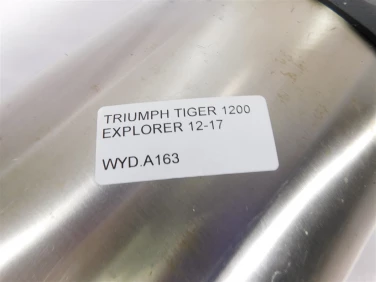 TRIUMPH TIGER 1200
EXPLORER 12-17
WYD.A163